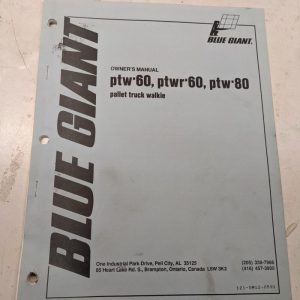 BLUE GIANT.
OWNER'S MANUAL
ptw•60, ptwr•60, ptw•80
pallet truck walkie
BLUE GIANT
One Industrial Park Drive, Pell City, AL 35125
85 Heart Lake Rd. S., Brampton, Ontario, Canada L6W 3K2
(205) 338-7965
(416) 457-3900